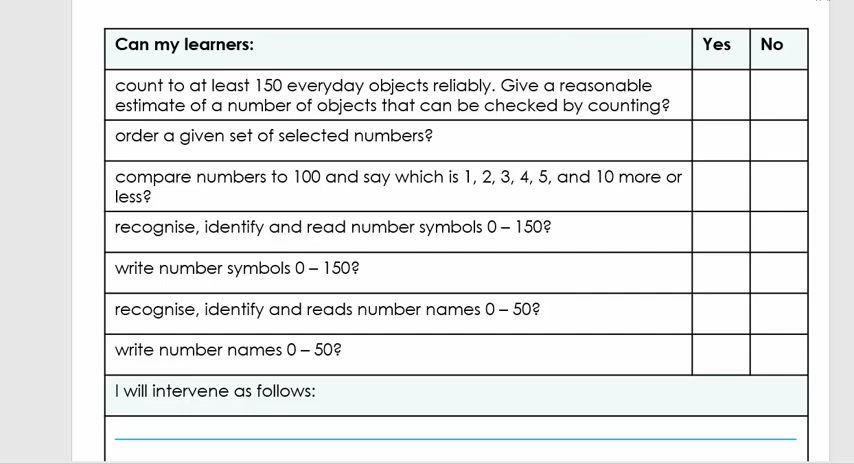 Can my learners: Yes No
count to at least 150 everyday objects reliably. Give a reasonable
estimate of a number of objects that can be checked by counting?
order a given set of selected numbers?
compare numbers to 100 and say which is 1, 2, 3, 4, 5, and 10 more or
less?
recognise, identify and read number symbols 0 – 150?
write number symbols 0 – 150?
recognise, identify and reads number names 0 – 50?
write number names 0 – 50?
I will intervene as follows: